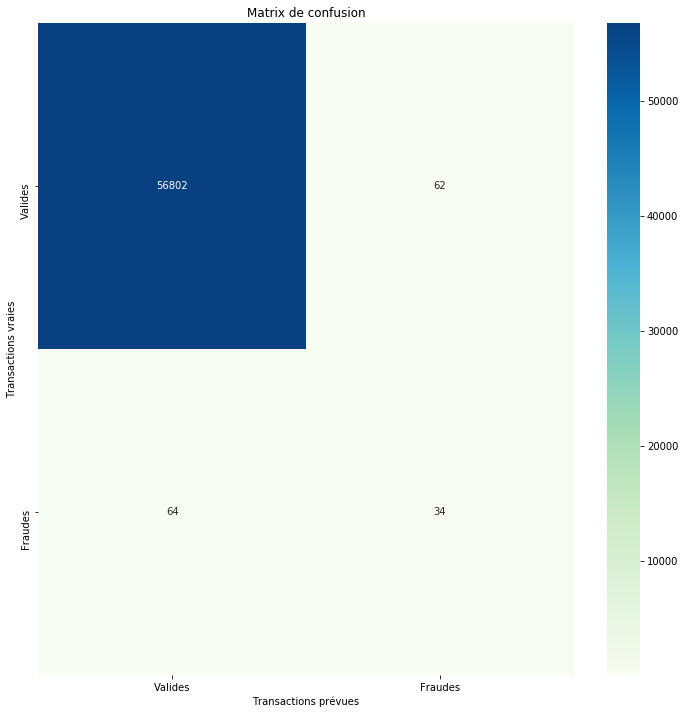 Matrix de confusion
Transactions vraies
Valides
56802
62
Fraudes
64
34
Valides
Fraudes
Transactions prévues
50000
40000
30000
20000
10000